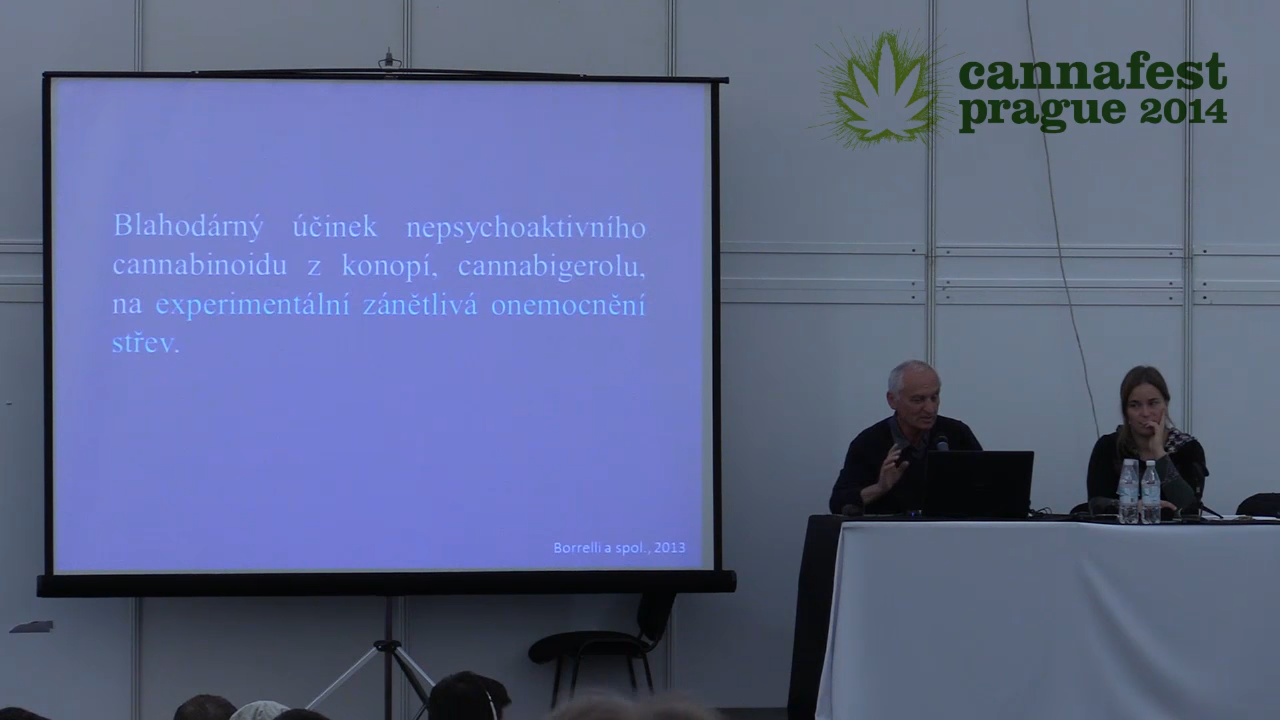 cannafest
prague 2014
Blahodárný účinek nepsychoaktivního
cannabinoidu z konopí, cannabigerolu,
na experimentální zánětlivá onemocnění
střev.
Borrelli a spol., 2013